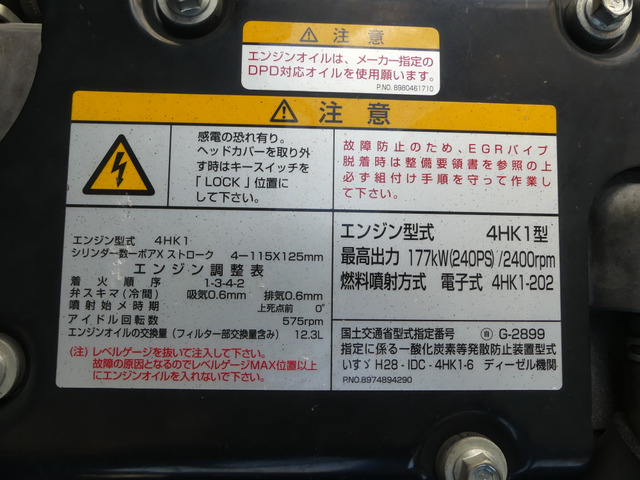 注意
エンジンオイルは、メーカー指定の
DPD対応オイルを使用願います。
P.NO. 8980461710
注意
感電の恐れ有り。
ヘッドカバーを取り外
す時はキースイッチを
「LOCK」位置に
して下さい。
故障防止のため、EGRパイプ
脱着時は整備要領書を参照の上
必ず組付け手順を守って作業し
て下さい。
エンジン型式 4HK1
シリンダー数ーボアXストローク 4ー115X125mm
エンジン調整表
着火順序 1-3-4-2
弁スキマ(冷間) 吸気0.6mm 排気0.6mm
噴射始メ時期 上死点前 0°
アイドル回転数 575rpm
エンジンオイルの交換量(フィルター部交換量含み) 12.3L
(注)レベルゲージを抜いて注入して下さい。
故障の原因となるのでレベルゲージMAX位置以上
にエンジンオイルを入れないで下さい。
エンジン型式 4HK1型
最高出力 177kW(240PS)/2400rpm
燃料噴射方式 電子式 4HK1-202
国土交通省型式指定番号 G-2899
指定に係る一酸化炭素等発散防止装置型式
いすゞ H28-IDC-4HK1-6 ディーゼル機関
P.NO.8974894290